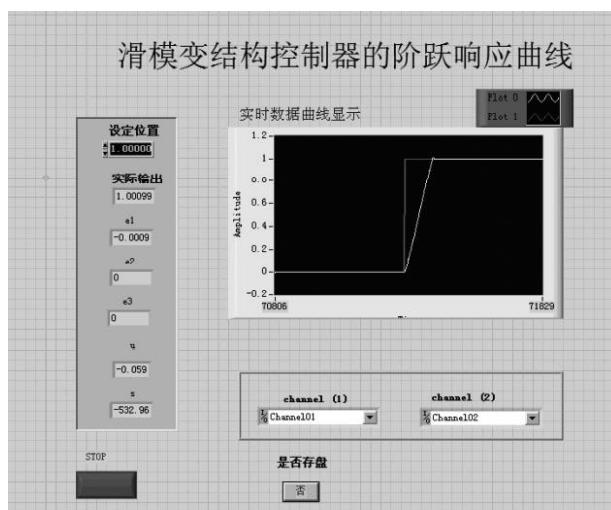 滑模变结构控制器的阶跃响应曲线
实时数据曲线显示
Plot 0
Plot 1
设定位置
1.00000
实际输出
1.00099
e1
-0.0009
e2
0
e3
0
u
-0.059
s
-532.96
1.2
1
0.6
0.4
0.2
0
-0.2
Amplitude
70806
71829
channel (1)
Channel01
channel (2)
Channel02
STOP
是否存盘
否